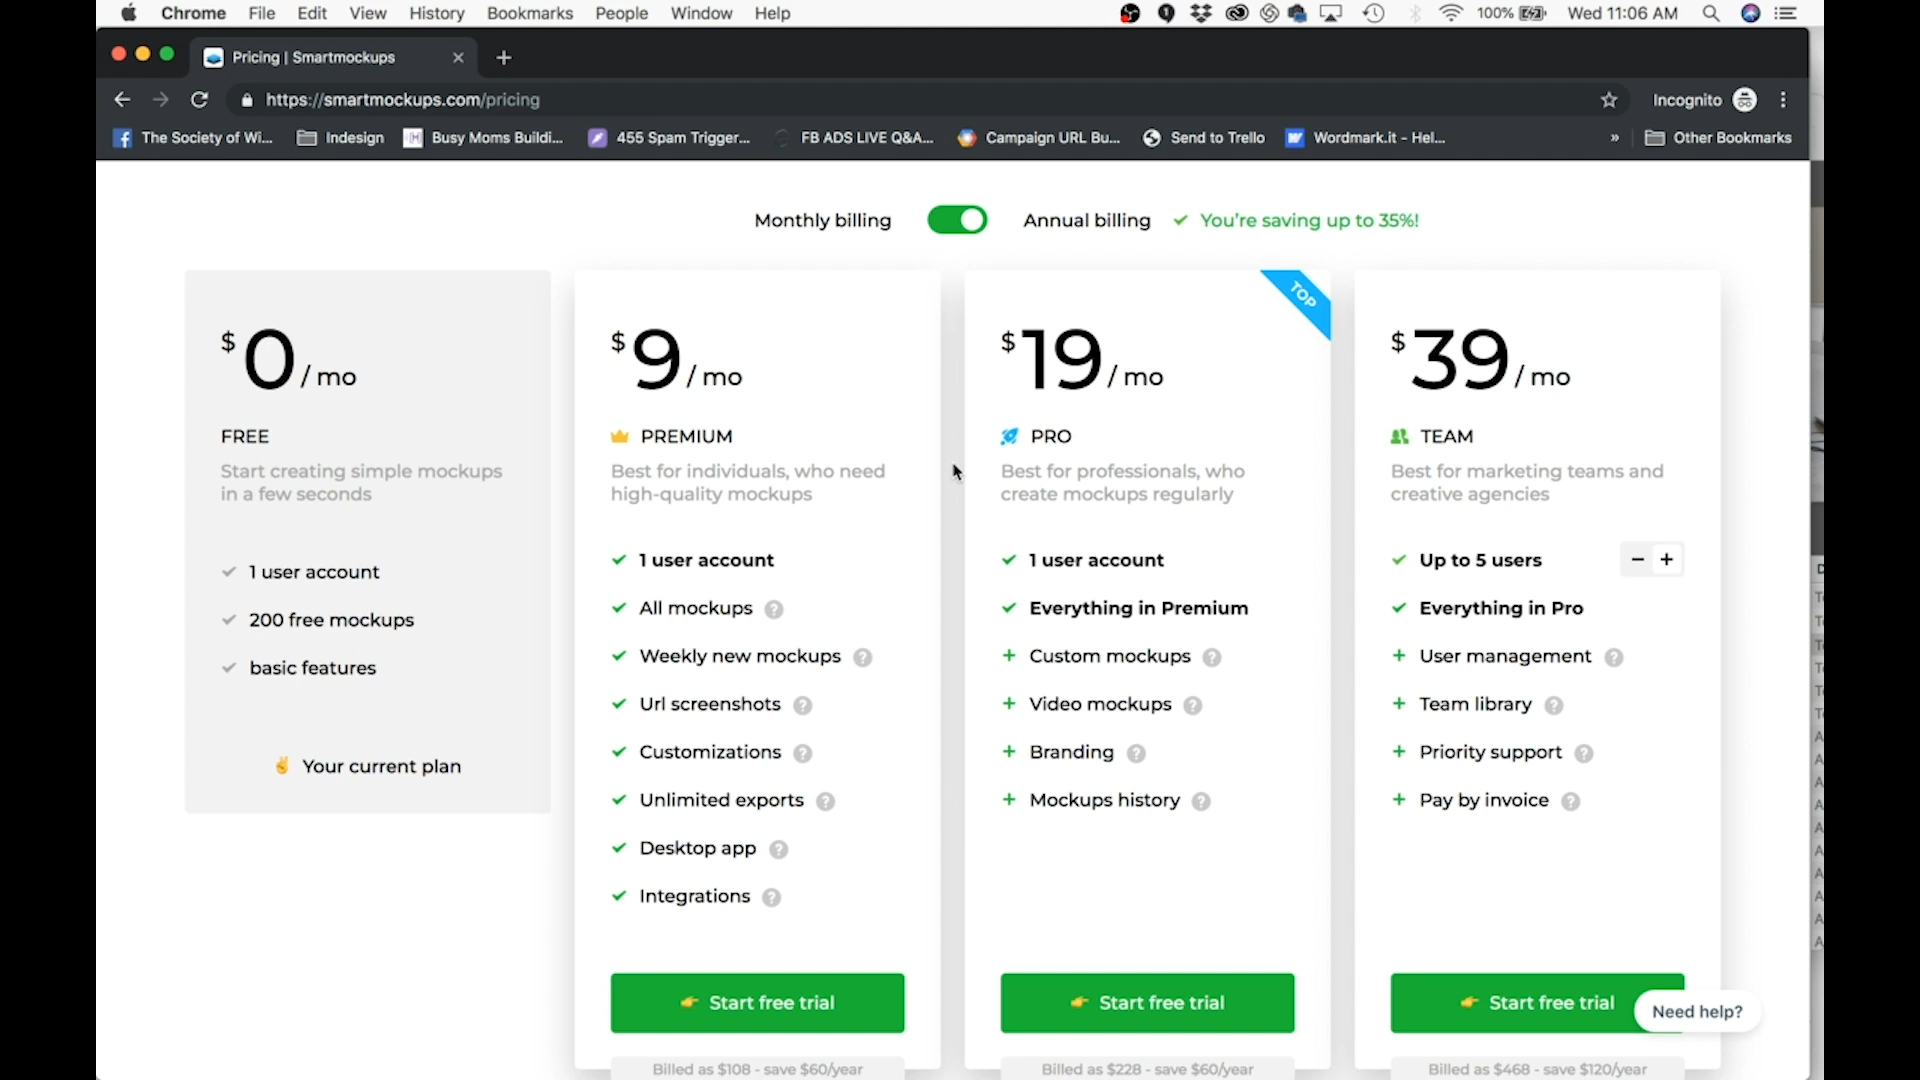 Chrome File Edit View History Bookmarks People Window Help 100% Wed 11:06 AM
Pricing | Smartmockups
https://smartmockups.com/pricing Incognito
The Society of Wi... Indesign Busy Moms Buildi... 455 Spam Trigger... FB ADS LIVE Q&A... Campaign URL Bu... Send to Trello Wordmark.it - Hel... » Other Bookmarks
Monthly billing Annual billing You're saving up to 35%!
$0/mo
FREE
Start creating simple mockups
in a few seconds
1 user account
200 free mockups
basic features
Your current plan
$9/mo
PREMIUM
Best for individuals, who need
high-quality mockups
1 user account
All mockups ?
Weekly new mockups ?
Url screenshots ?
Customizations ?
Unlimited exports ?
Desktop app ?
Integrations ?
Start free trial
Billed as $108 - save $60/year
TOP
$19/mo
PRO
Best for professionals, who
create mockups regularly
1 user account
Everything in Premium
+ Custom mockups ?
+ Video mockups ?
+ Branding ?
+ Mockups history ?
Start free trial
Billed as $228 - save $60/year
$39/mo
TEAM
Best for marketing teams and
creative agencies
Up to 5 users − +
Everything in Pro
+ User management ?
+ Team library ?
+ Priority support ?
+ Pay by invoice ?
Start free trial
Need help?
Billed as $468 - save $120/year